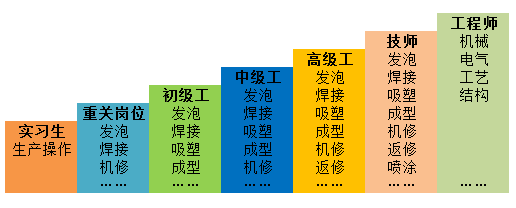 实习生
生产操作
重关岗位
发泡
焊接
机修
……
初级工
发泡
焊接
吸塑
成型
……
中级工
发泡
焊接
吸塑
成型
机修
……
高级工
发泡
焊接
吸塑
成型
机修
返修
……
技师
发泡
焊接
吸塑
成型
机修
返修
喷涂
……
工程师
机械
电气
工艺
结构
……